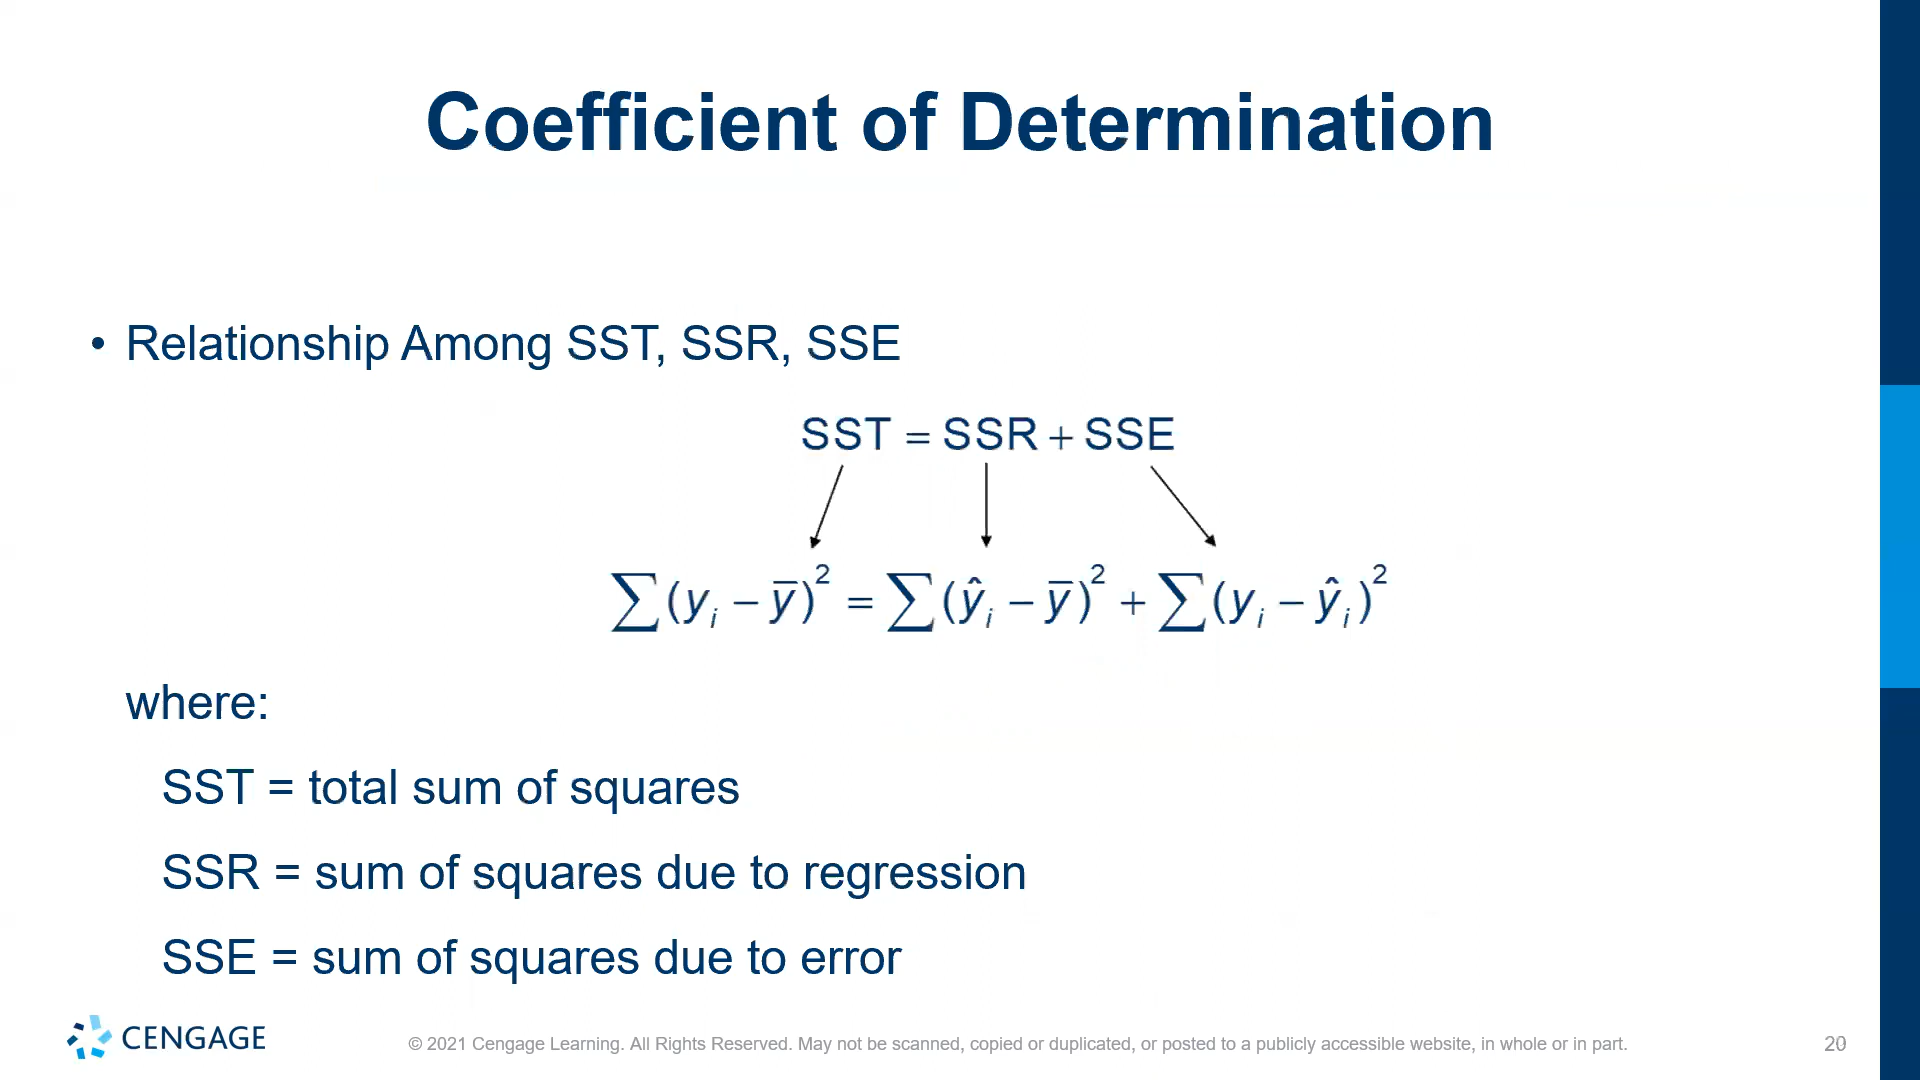 Coefficient of Determination
• Relationship Among SST, SSR, SSE
SST = SSR + SSE
∑(yᵢ − ȳ)² = ∑(ŷᵢ − ȳ)² + ∑(yᵢ − ŷᵢ)²
where:
SST = total sum of squares
SSR = sum of squares due to regression
SSE = sum of squares due to error
CENGAGE
© 2021 Cengage Learning. All Rights Reserved. May not be scanned, copied or duplicated, or posted to a publicly accessible website, in whole or in part.
20